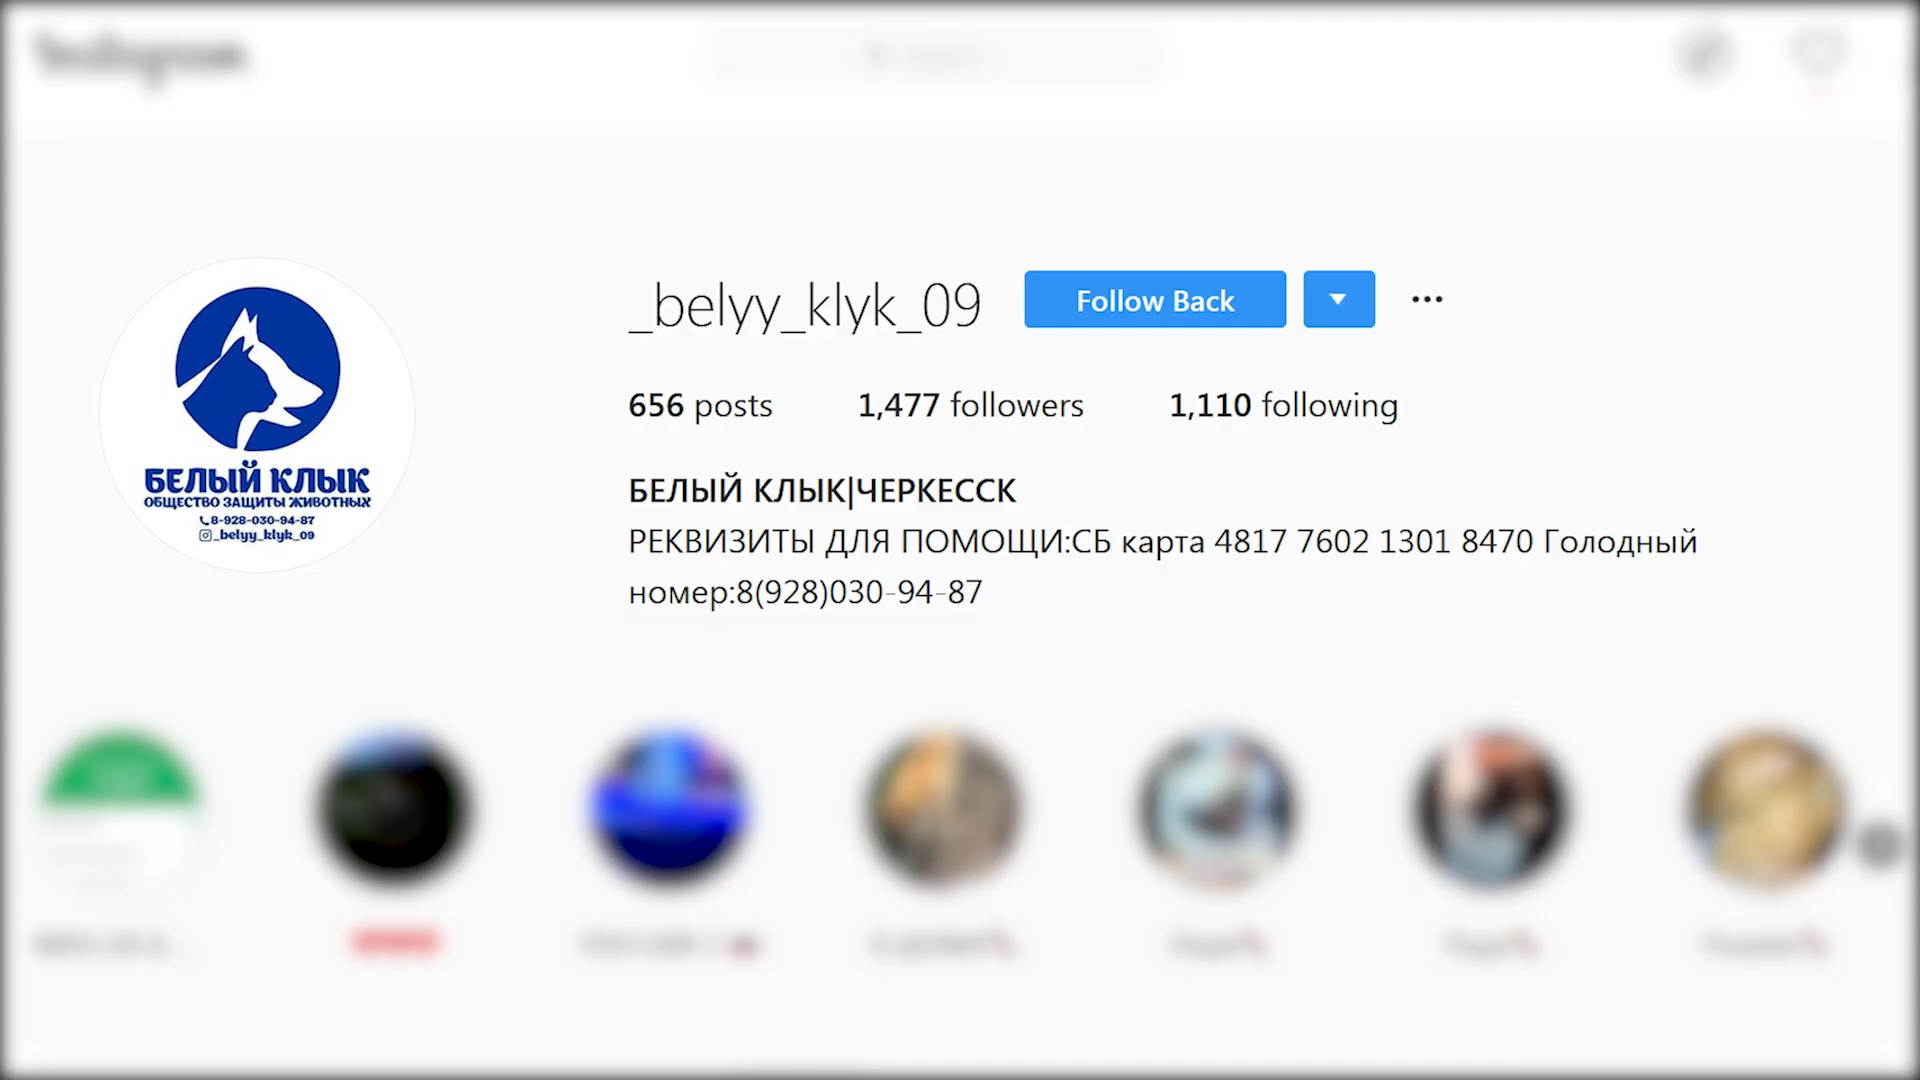 _belyy_klyk_09
Follow Back
656 posts 1,477 followers 1,110 following
БЕЛЫЙ КЛЫК|ЧЕРКЕССК
РЕКВИЗИТЫ ДЛЯ ПОМОЩИ:СБ карта 4817 7602 1301 8470 Голодный
номер:8(928)030-94-87
БЕЛЫЙ КЛЫК
ОБЩЕСТВО ЗАЩИТЫ ЖИВОТНЫХ
8-928-030-94-87
_belyy_klyk_09